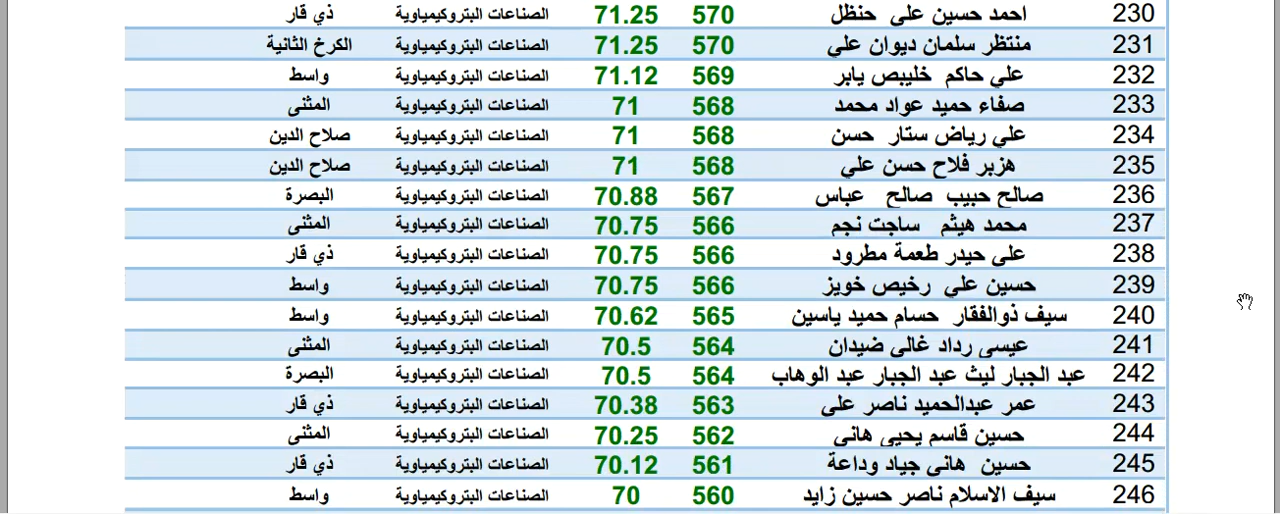 230 احمد حسين علي حنظل 570 71.25 الصناعات البتروكيمياوية ذي قار
231 منتظر سلمان ديوان علي 570 71.25 الصناعات البتروكيمياوية الكرخ الثانية
232 علي حاكم خليبص يابر 569 71.12 الصناعات البتروكيمياوية واسط
233 صفاء حميد عواد محمد 568 71 الصناعات البتروكيمياوية المثنى
234 علي رياض ستار حسن 568 71 الصناعات البتروكيمياوية صلاح الدين
235 هزبر فلاح حسن علي 568 71 الصناعات البتروكيمياوية صلاح الدين
236 صالح حبيب صالح عباس 567 70.88 الصناعات البتروكيمياوية البصرة
237 محمد هيثم ساجت نجم 566 70.75 الصناعات البتروكيمياوية المثنى
238 علي حيدر طعمة مطرود 566 70.75 الصناعات البتروكيمياوية ذي قار
239 حسين علي رخيص خويز 566 70.75 الصناعات البتروكيمياوية واسط
240 سيف ذوالفقار حسام حميد ياسين 565 70.62 الصناعات البتروكيمياوية واسط
241 عيسى رداد غالي ضيدان 564 70.5 الصناعات البتروكيمياوية المثنى
242 عبد الجبار ليث عبد الجبار عبد الوهاب 564 70.5 الصناعات البتروكيمياوية البصرة
243 عمر عبدالحميد ناصر علي 563 70.38 الصناعات البتروكيمياوية ذي قار
244 حسين قاسم يحيى هاني 562 70.25 الصناعات البتروكيمياوية المثنى
245 حسين هاني جياد وداعة 561 70.12 الصناعات البتروكيمياوية ذي قار
246 سيف الاسلام ناصر حسين زايد 560 70 الصناعات البتروكيمياوية واسط